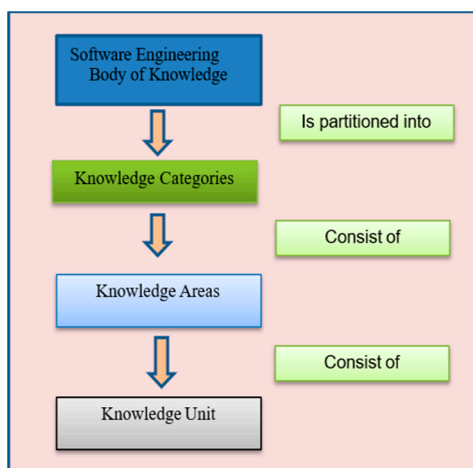 Software Engineering
Body of Knowledge
Is partitioned into
Knowledge Categories
Consist of
Knowledge Areas
Consist of
Knowledge Unit